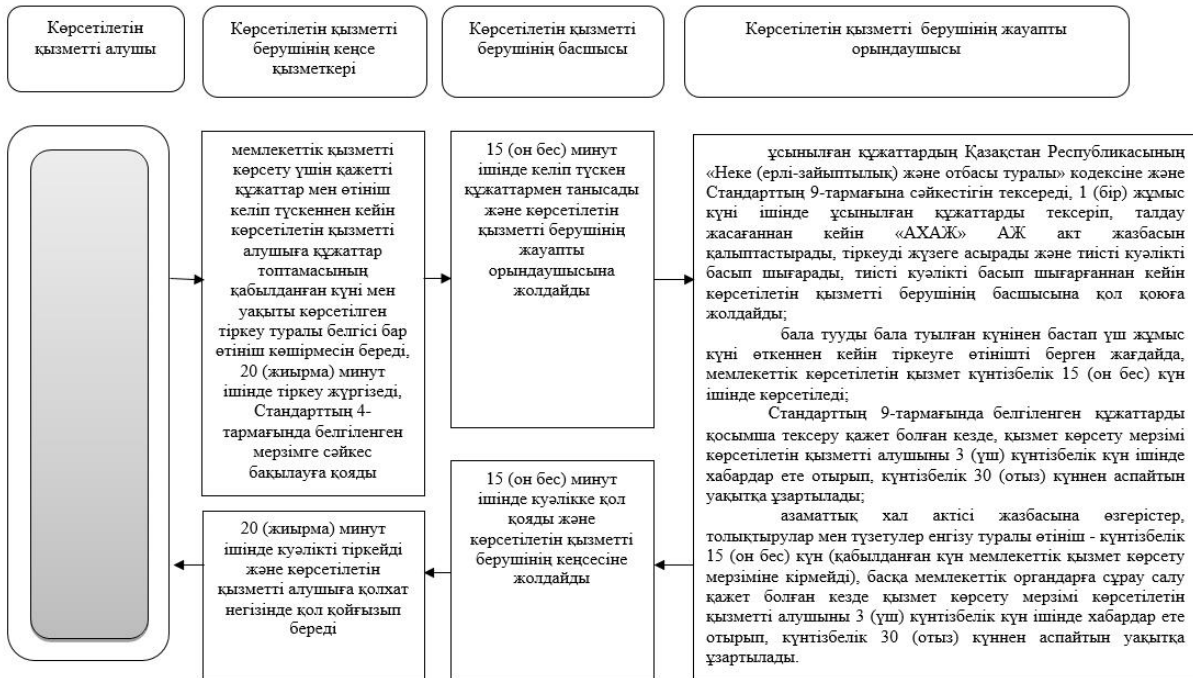 Көрсетілетін
қызметті алушы
Көрсетілетін қызметті
берушінің кеңсе
қызметкері
Көрсетілетін қызметті
берушінің басшысы
Көрсетілетін қызметті  берушінің жауапты
орындаушысы
мемлекеттік қызметті
көрсету үшін қажетті
құжаттар мен өтініш
келіп түскеннен кейін
көрсетілетін қызметті
алушыға құжаттар
топтамасының
қабылданған күні мен
уақыты көрсетілген
тіркеу туралы белгісі бар
өтініш көшірмесін береді,
20 (жиырма) минут
ішінде тіркеу жүргізеді,
Стандарттың 4-
тармағында белгіленген
мерзімге сәйкес
бақылауға қояды
15 (он бес) минут
ішінде келіп түскен
құжаттармен танысады
және көрсетілетін
қызметті берушінің
жауапты
орындаушысына
жолдайды
ұсынылған құжаттардың Қазақстан Республикасының
«Неке (ерлі-зайыптылық) және отбасы туралы» кодексіне және
Стандарттың 9-тармағына сәйкестігін тексереді, 1 (бір) жұмыс
күні ішінде ұсынылған құжаттарды тексеріп, талдау
жасағаннан кейін «АХАЖ» АЖ акт жазбасын
қалыптастырады, тіркеуді жүзеге асырады және тиісті куәлікті
басып шығарады, тиісті куәлікті басып шығарғаннан кейін
көрсетілетін қызметті берушінің басшысына қол қоюға
жолдайды;
бала тууды бала туылған күнінен бастап үш жұмыс
күні өткеннен кейін тіркеуге өтінішті берген жағдайда,
мемлекеттік көрсетілетін қызмет күнтізбелік 15 (он бес) күн
ішінде көрсетіледі;
Стандарттың 9-тармағында белгіленген құжаттарды
қосымша тексеру қажет болған кезде, қызмет көрсету мерзімі
көрсетілетін қызметті алушыны 3 (үш) күнтізбелік күн ішінде
хабардар ете отырып, күнтізбелік 30 (отыз) күннен аспайтын
уақытқа ұзартылады;
азаматтық хал актісі жазбасына өзгерістер,
толықтырулар мен түзетулер енгізу туралы өтініш - күнтізбелік
15 (он бес) күн (қабылданған күн мемлекеттік қызмет көрсету
мерзіміне кірмейді), басқа мемлекеттік органдарға сұрау салу
қажет болған кезде қызмет көрсету мерзімі көрсетілетін
қызметті алушыны 3 (үш) күнтізбелік күн ішінде хабардар ете
отырып, күнтізбелік 30 (отыз) күннен аспайтын уақытқа
ұзартылады.
15 (он бес) минут
ішінде куәлікке қол
қояды және
көрсетілетін қызметті
берушінің кеңсесіне
жолдайды
20 (жиырма) минут
ішінде куәлікті тіркейді
және көрсетілетін
қызметті алушыға қолхат
негізінде қол қойғызып
береді